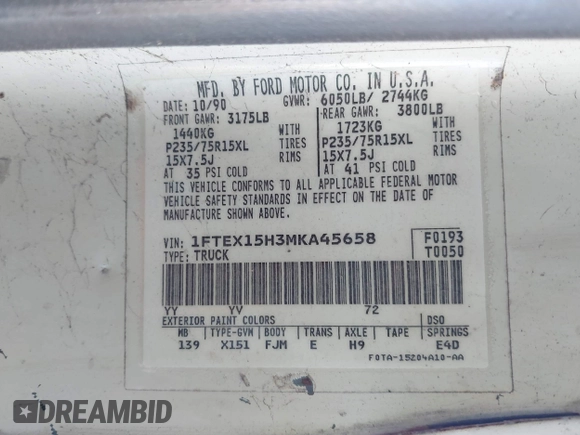 MFD. BY FORD MOTOR CO. IN U.S.A.
DATE: 10/90 GVWR: 6050LB/ 2744KG
FRONT GAWR: 3175LB REAR GAWR: 3800LB
1440KG WITH 1723KG WITH
P235/75R15XL TIRES P235/75R15XL TIRES
15X7.5J RIMS 15X7.5J RIMS
AT 35 PSI COLD AT 41 PSI COLD
THIS VEHICLE CONFORMS TO ALL APPLICABLE FEDERAL MOTOR
VEHICLE SAFETY STANDARDS IN EFFECT ON THE DATE OF
MANUFACTURE SHOWN ABOVE.
VIN: 1FTEX15H3MKA45658 F0193
TYPE: TRUCK T0050
YY YY 72
EXTERIOR PAINT COLORS DSO
WB TYPE-GVW BODY TRANS AXLE TAPE SPRINGS
139 X151 FJM E H9 E4D
F0TA-15204A10-AA
DREAMBID